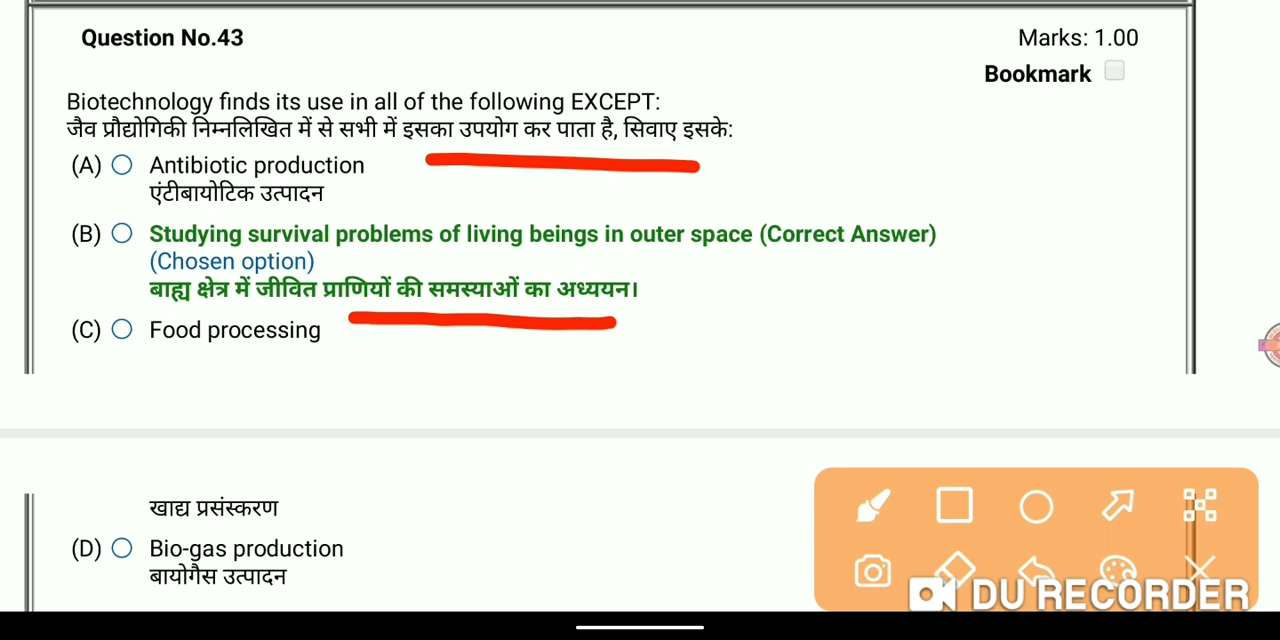 Question No.43
Marks: 1.00
Bookmark
Biotechnology finds its use in all of the following EXCEPT:
जैव प्रौद्योगिकी निम्नलिखित में से सभी में इसका उपयोग कर पाता है, सिवाए इसके:
(A) Antibiotic production
एंटीबायोटिक उत्पादन
(B) Studying survival problems of living beings in outer space (Correct Answer)
(Chosen option)
बाह्य क्षेत्र में जीवित प्राणियों की समस्याओं का अध्ययन।
(C) Food processing
खाद्य प्रसंस्करण
(D) Bio-gas production
बायोगैस उत्पादन
DU RECORDER